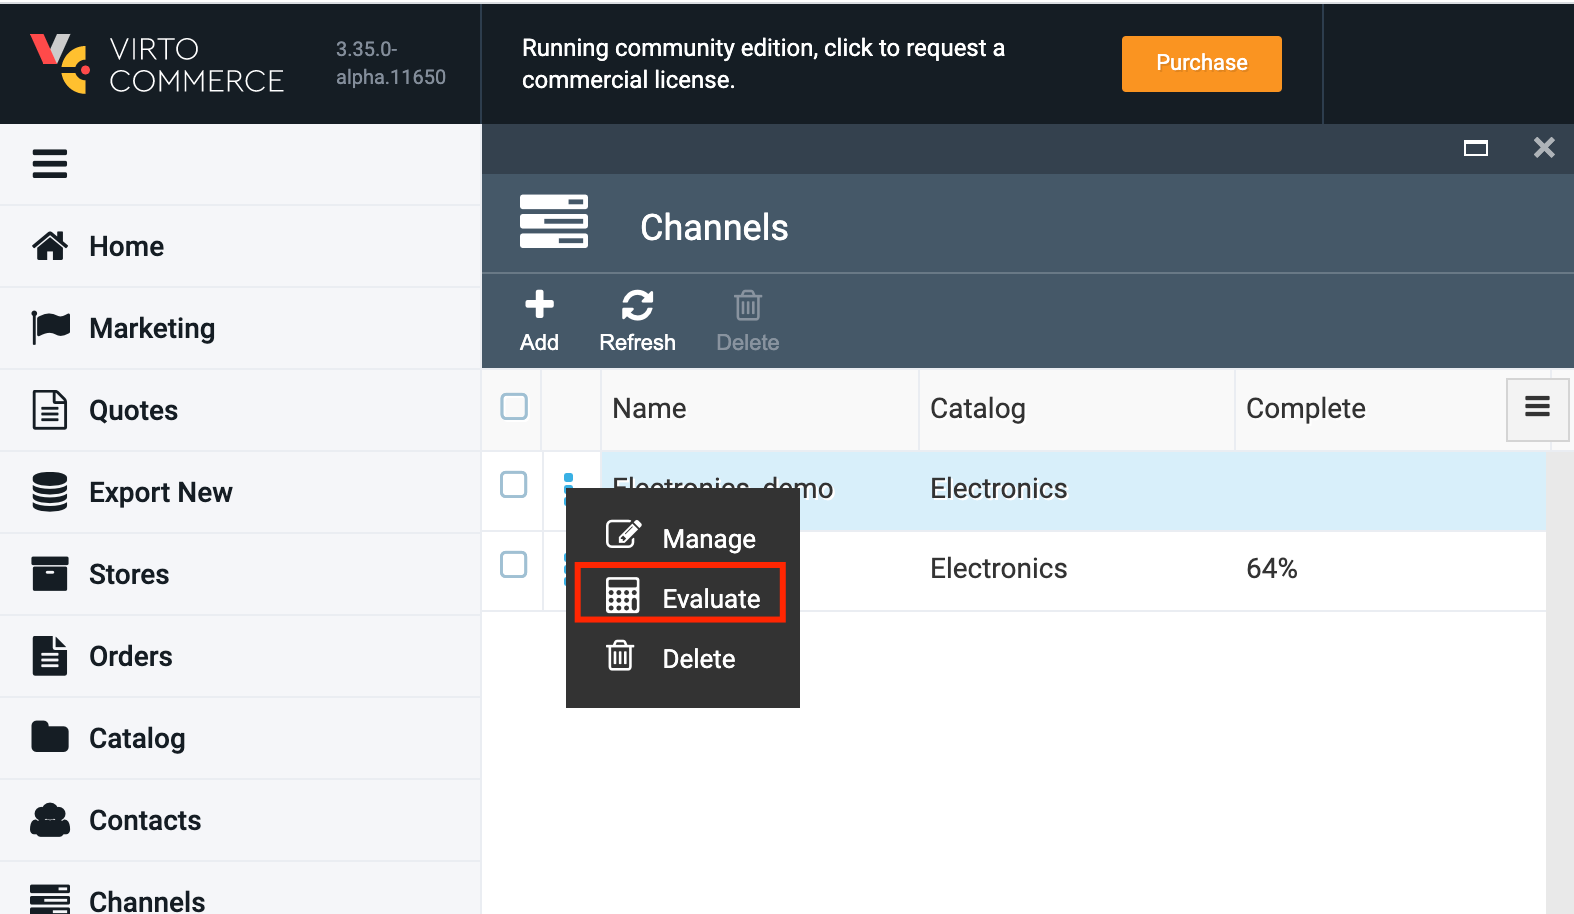 VIRTO
COMMERCE
3.35.0-
alpha.11650
Running community edition, click to request a
commercial license.
Purchase
Home
Marketing
Quotes
Export New
Stores
Orders
Catalog
Contacts
Channels
Channels
Add
Refresh
Delete
Name
Catalog
Complete
Electronics_demo
Electronics
Electronics
64%
Manage
Evaluate
Delete